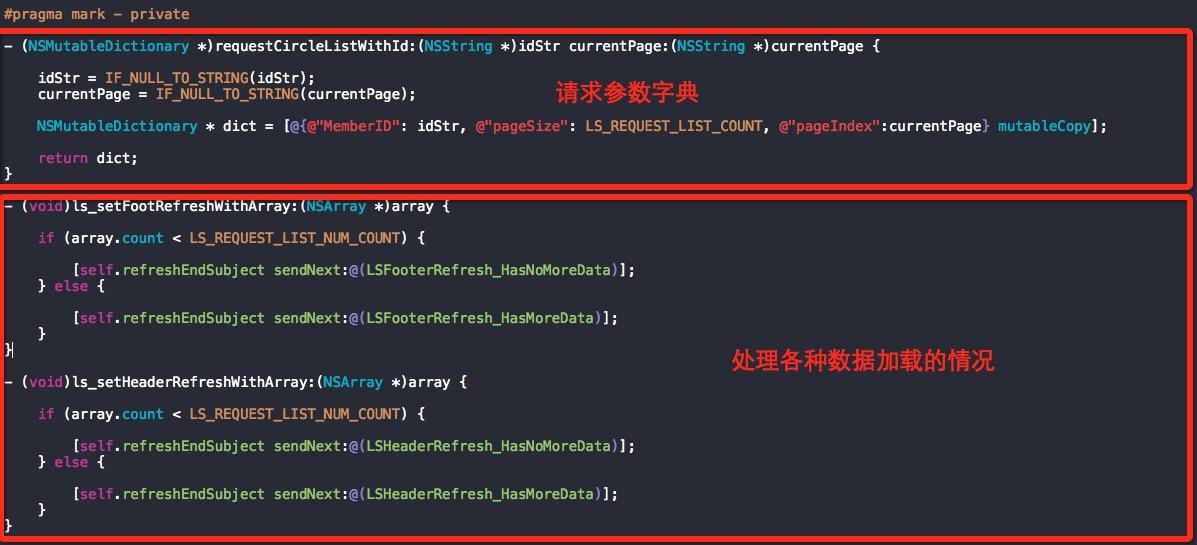 #pragma mark - private
- (NSMutableDictionary *)requestCircleListWithId:(NSString *)idStr currentPage:(NSString *)currentPage {
idStr = IF_NULL_TO_STRING(idStr);
currentPage = IF_NULL_TO_STRING(currentPage);
请求参数字典
NSMutableDictionary * dict = [@{@"MemberID": idStr, @"pageSize": LS_REQUEST_LIST_COUNT, @"pageIndex":currentPage} mutableCopy];
return dict;
}
- (void)ls_setFootRefreshWithArray:(NSArray *)array {
if (array.count < LS_REQUEST_LIST_NUM_COUNT) {
[self.refreshEndSubject sendNext:@(LSFooterRefresh_HasNoMoreData)];
} else {
[self.refreshEndSubject sendNext:@(LSFooterRefresh_HasMoreData)];
}
}
处理各种数据加载的情况
- (void)ls_setHeaderRefreshWithArray:(NSArray *)array {
if (array.count < LS_REQUEST_LIST_NUM_COUNT) {
[self.refreshEndSubject sendNext:@(LSHeaderRefresh_HasNoMoreData)];
} else {
[self.refreshEndSubject sendNext:@(LSHeaderRefresh_HasMoreData)];
}
}